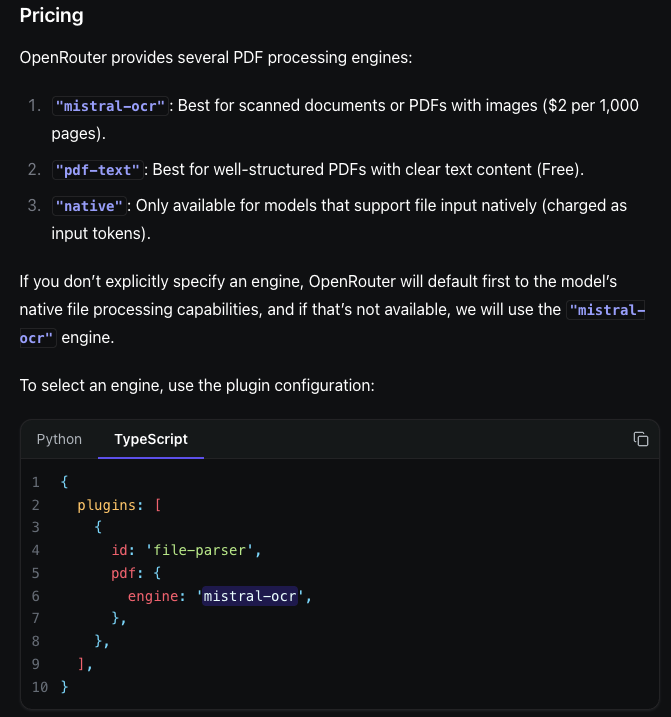 Pricing
OpenRouter provides several PDF processing engines:
1. "mistral-ocr": Best for scanned documents or PDFs with images ($2 per 1,000
pages).
2. "pdf-text": Best for well-structured PDFs with clear text content (Free).
3. "native": Only available for models that support file input natively (charged as
input tokens).
If you don’t explicitly specify an engine, OpenRouter will default first to the model’s
native file processing capabilities, and if that’s not available, we will use the "mistral-
ocr" engine.
To select an engine, use the plugin configuration:
Python TypeScript
1 {
2   plugins: [
3     {
4       id: 'file-parser',
5       pdf: {
6         engine: 'mistral-ocr',
7       },
8     },
9   ],
10 }